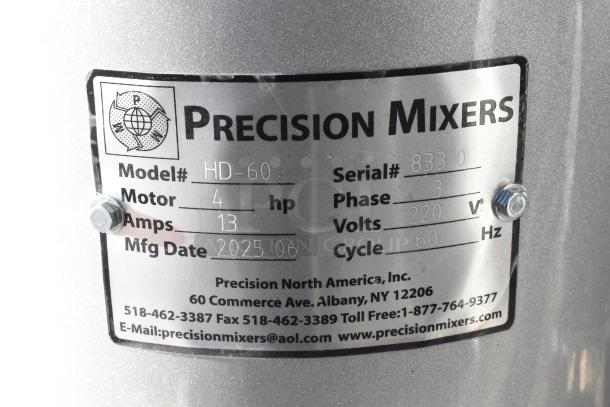 P M M
PRECISION MIXERS
Model# HD-60 Serial# 833 0
Motor 4 hp Phase 3
Amps 13 Volts 220 V
Mfg Date 2025 06 Cycle 60 Hz
Precision North America, Inc.
60 Commerce Ave. Albany, NY 12206
518-462-3387 Fax 518-462-3389 Toll Free:1-877-764-9377
E-Mail:precisionmixers@aol.com www.precisionmixers.com